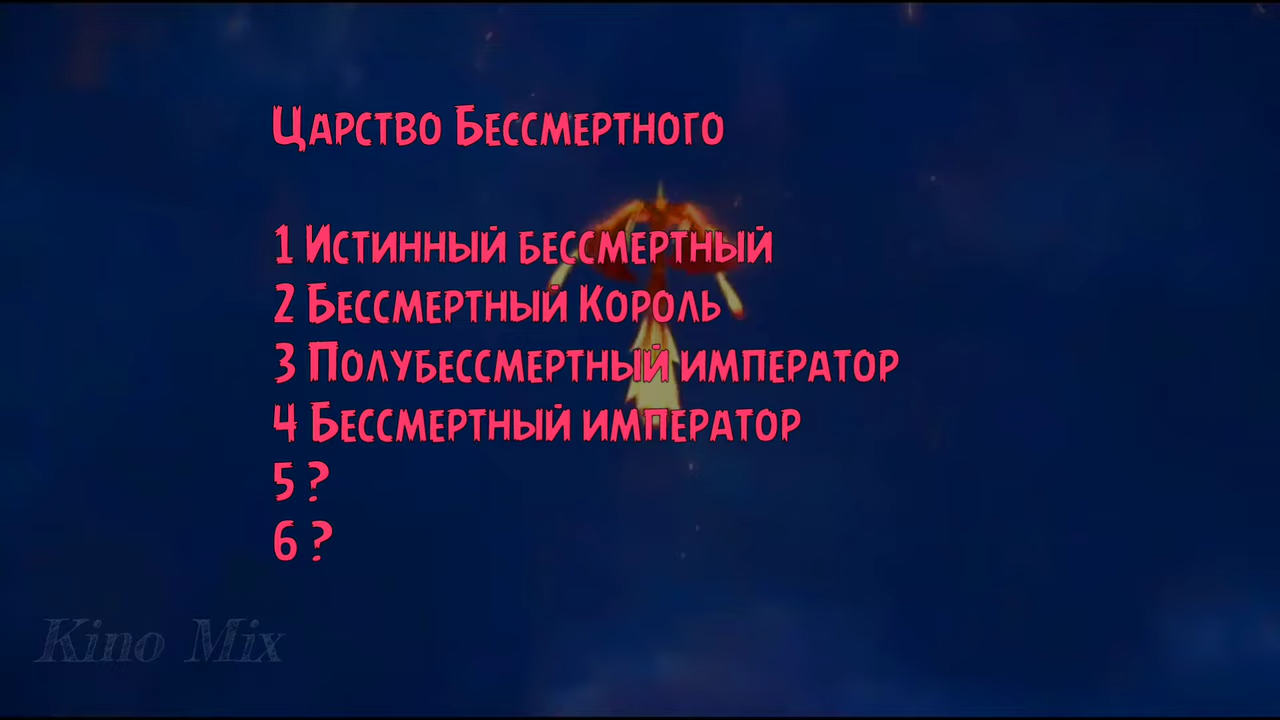 Царство Бессмертного
1 Истинный бессмертный
2 Бессмертный Король
3 Полубессмертный император
4 Бессмертный император
5 ?
6 ?
Kino Mix